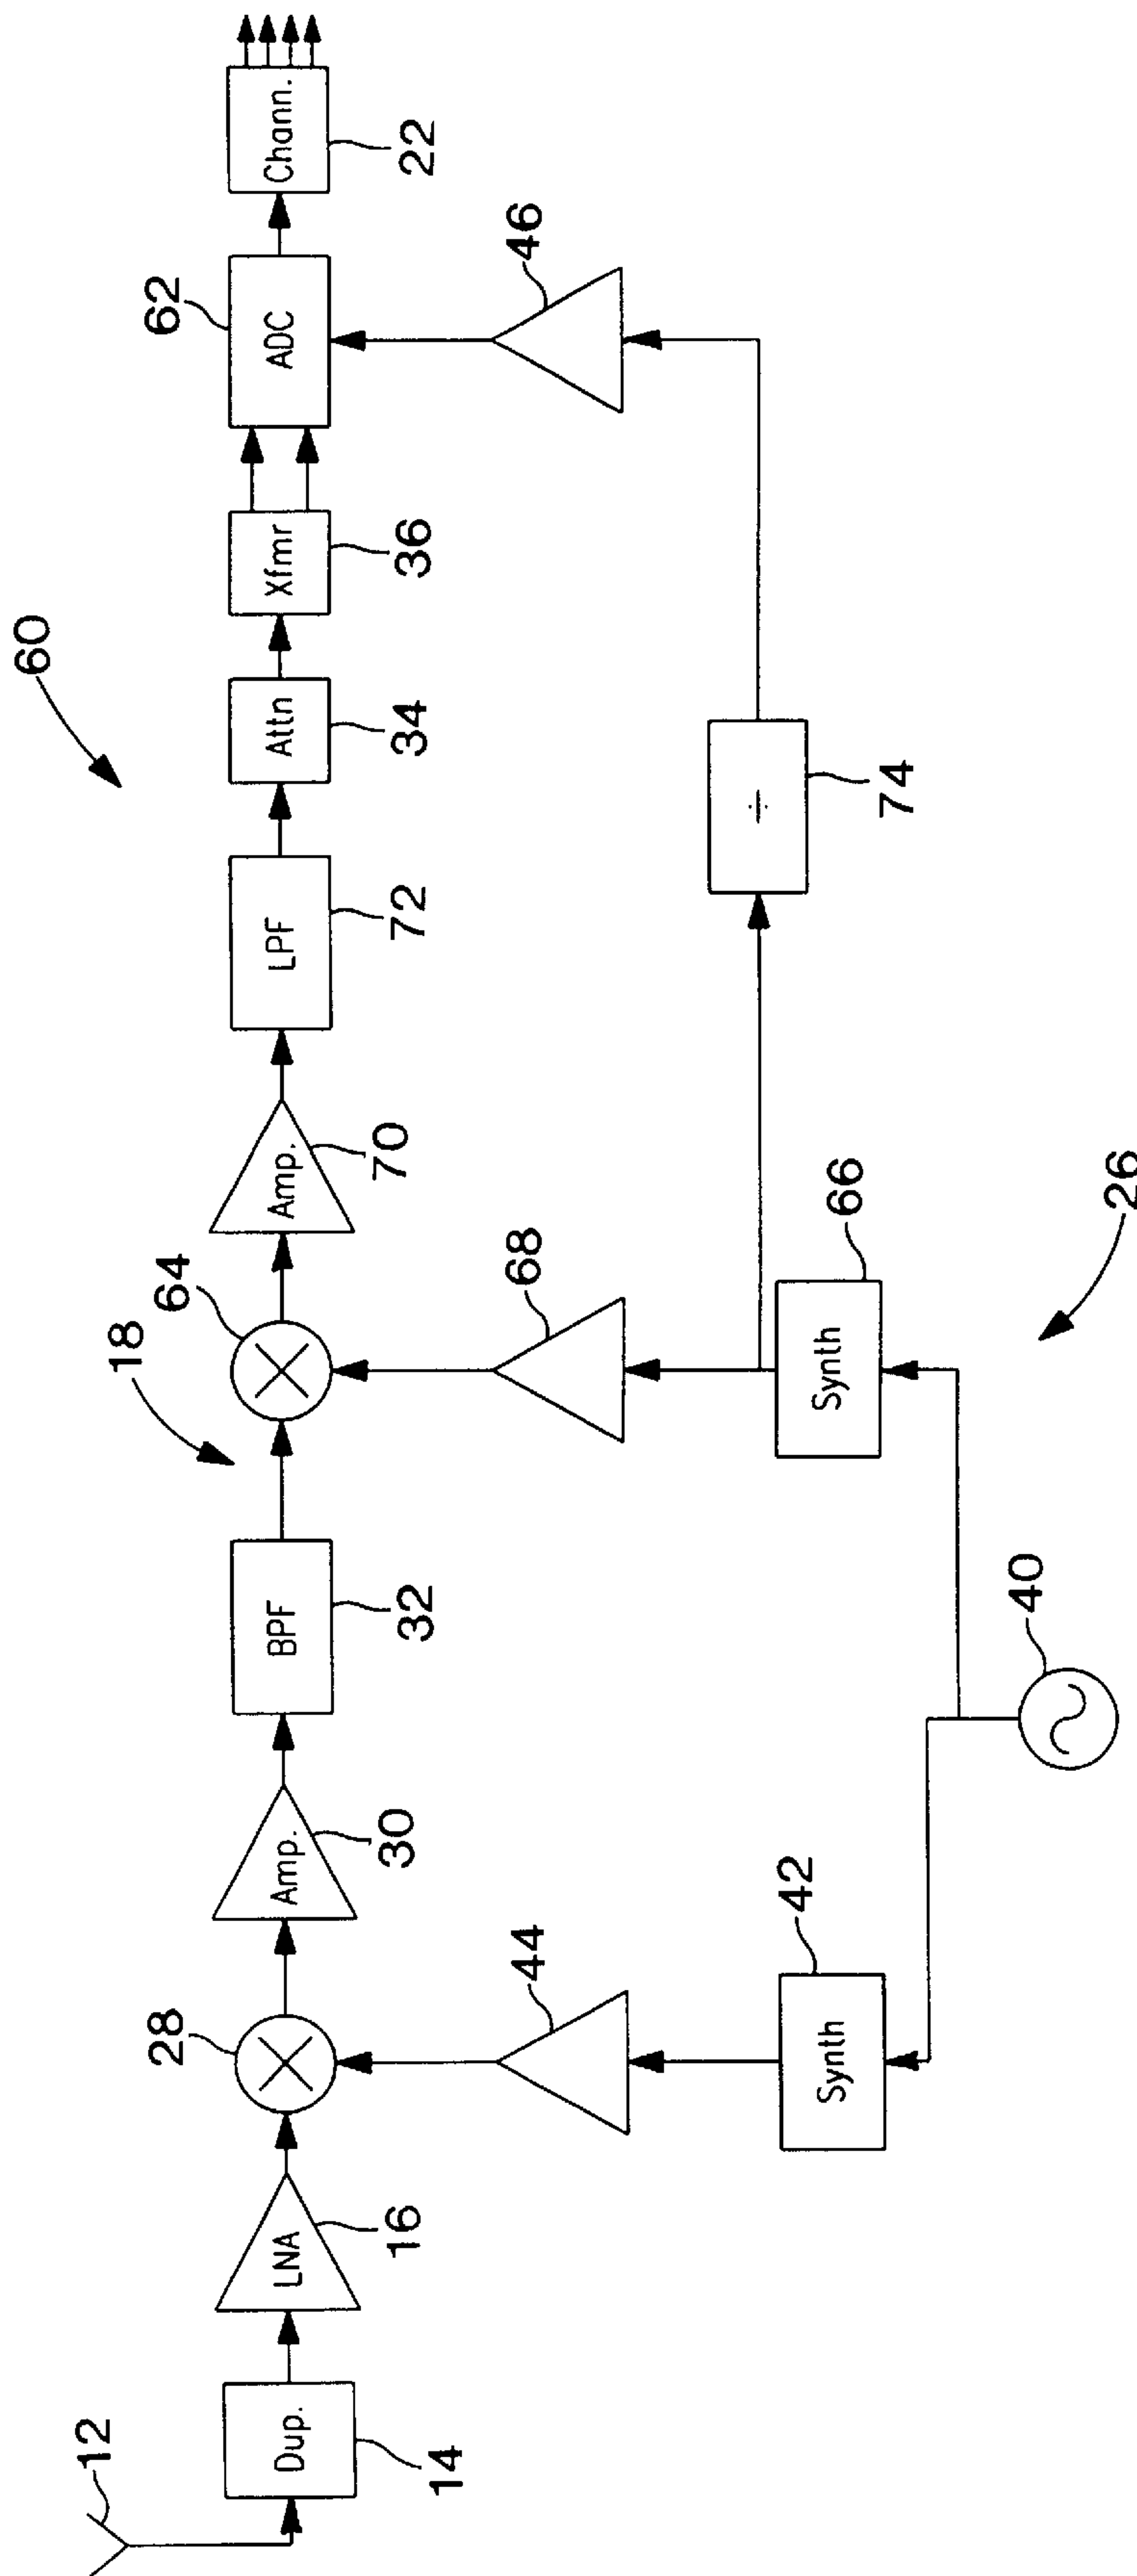 60
12
Dup.
14
LNA
16
28
44
Synth
42
Amp.
30
BPF
32
18
64
68
Synth
66
40
26
Amp.
70
LPF
72
Attn
34
Xfmr
36
÷
74
62
ADC
46
Chann.
22